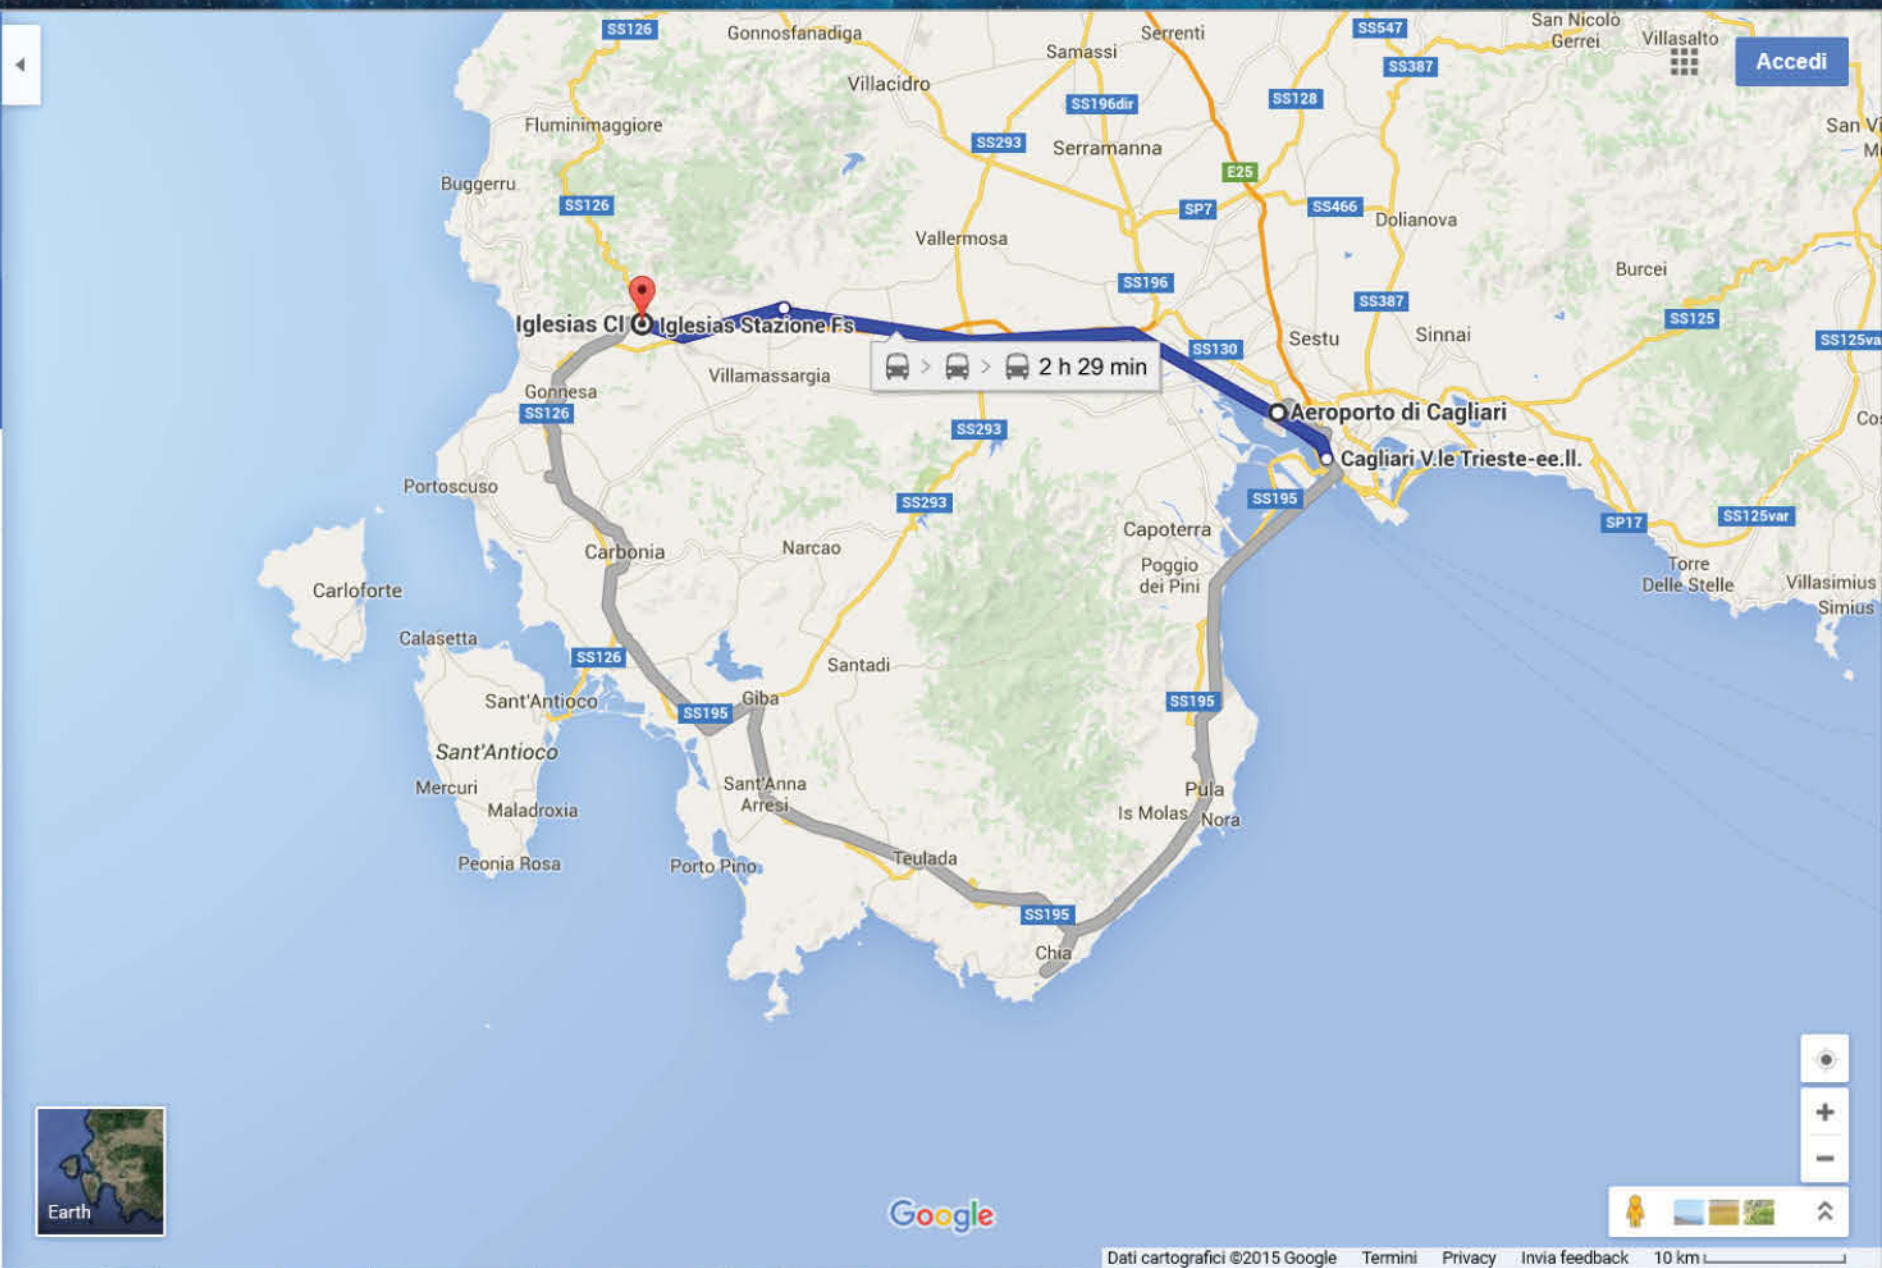 SS126
Gonnosfanadiga
Serrenti
SS547
San Nicolò
Gerrei
Villasalto
Samassi
SS387
Accedi
Villacidro
SS196dir
SS128
Fluminimaggiore
SS293
Serramanna
San Vi
E25
Buggerru
SS126
SP7
SS466
Dolianova
Vallermosa
Burcei
SS196
SS387
SS125
Iglesias CI
Iglesias Stazione Fs
Sestu
Sinnai
SS125va
SS130
2 h 29 min
Villamassargia
Gonnesa
SS126
Aeroporto di Cagliari
Cos
SS293
Cagliari V.le Trieste-ee.ll.
Portoscuso
SS293
SS195
SP17
SS125var
Capoterra
Carbonia
Narcao
Poggio
dei Pini
Torre
Delle Stelle
Villasimius
Simius
Carloforte
Calasetta
SS126
Santadi
Sant'Antioco
Giba
SS195
SS195
Sant'Antioco
Mercuri
Sant'Anna
Arresi
Pula
Maladroxia
Is Molas
Nora
Peonia Rosa
Porto Pino
Teulada
SS195
Chia
Earth
Google
Dati cartografici ©2015 Google Termini Privacy Invia feedback 10 km